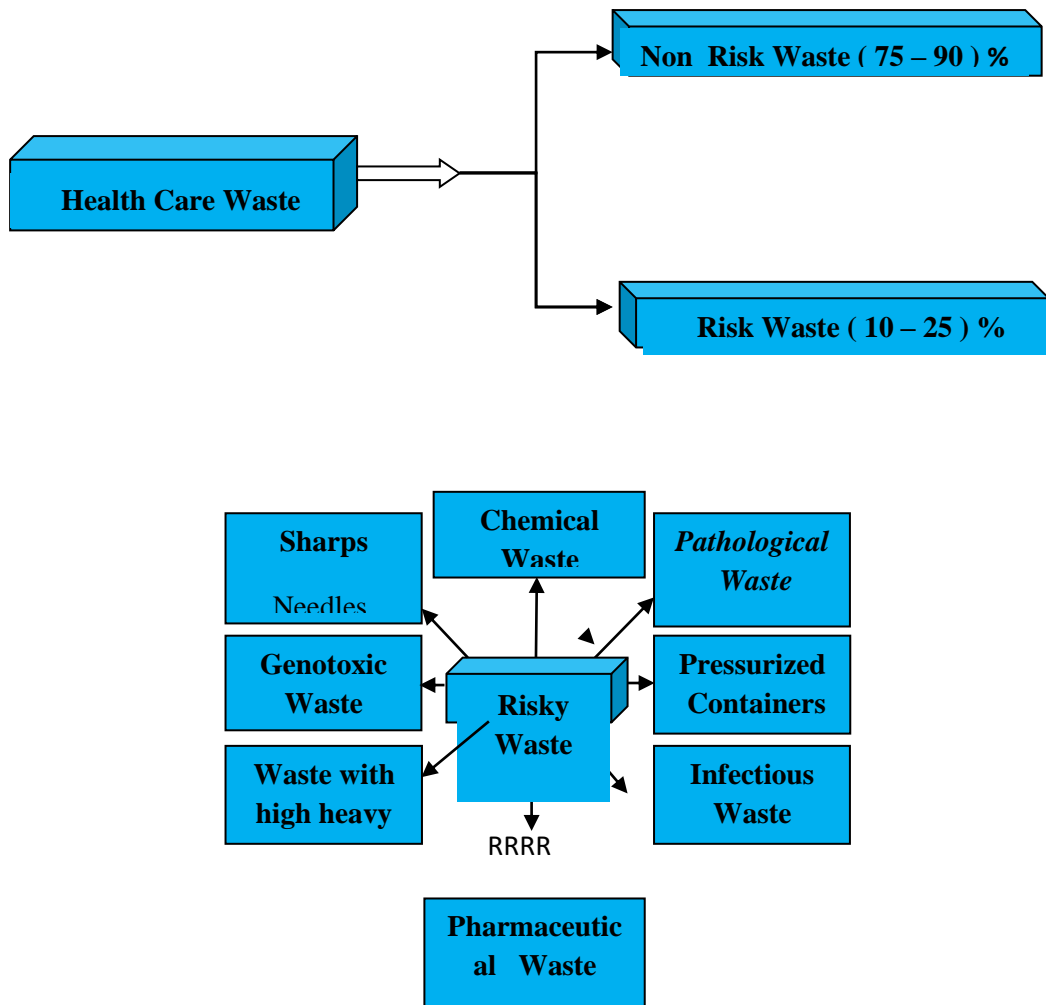 Non Risk Waste ( 75 – 90 ) %
Health Care Waste
Risk Waste ( 10 – 25 ) %
Chemical
Waste
Sharps
Needles
Pathological
Waste
Genotoxic
Waste
Risky
Waste
Pressurized
Containers
Waste with
high heavy
Infectious
Waste
RRRR
Pharmaceutic
al Waste